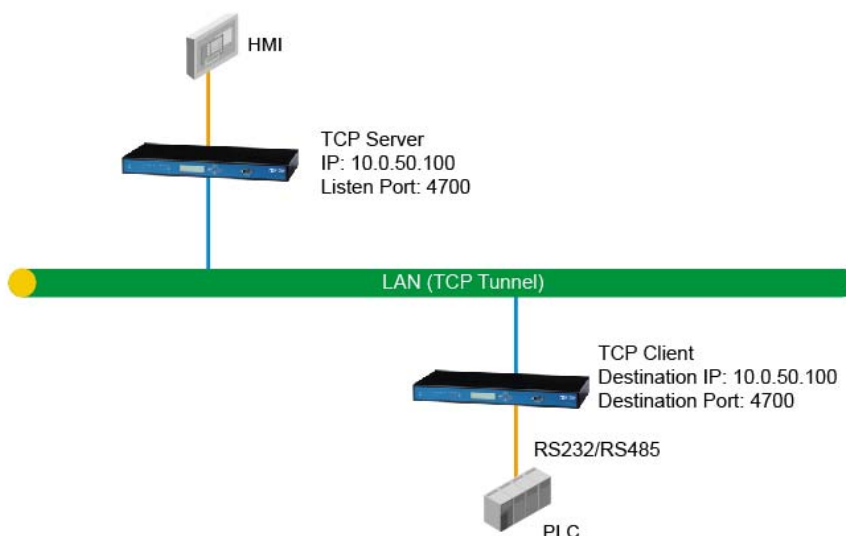 HMI
TCP Server
IP: 10.0.50.100
Listen Port: 4700
LAN (TCP Tunnel)
TCP Client
Destination IP: 10.0.50.100
Destination Port: 4700
RS232/RS485
PLC